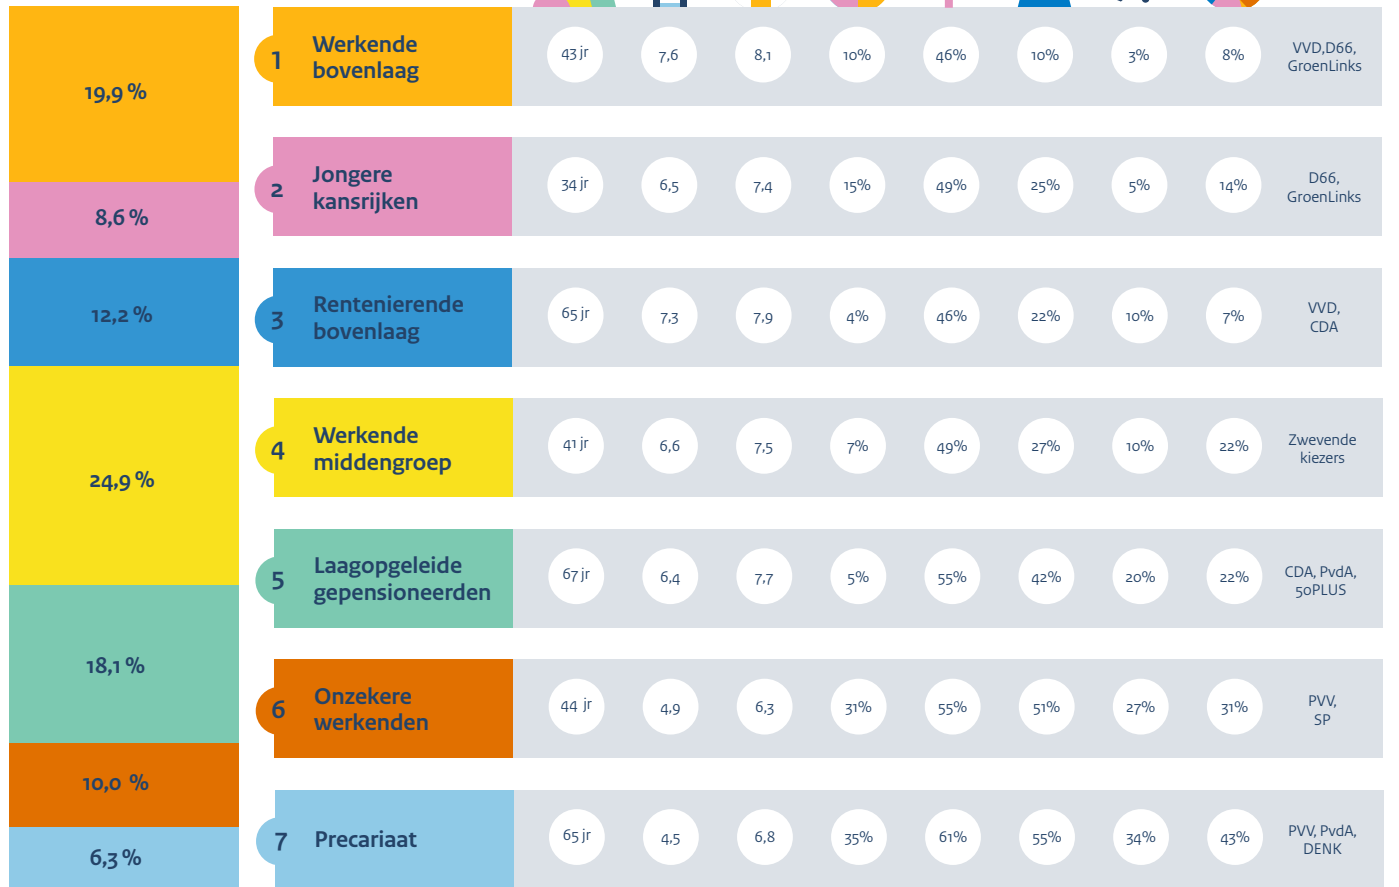 19,9 %
8,6 %
12,2 %
24,9 %
18,1 %
10,0 %
6,3 %
1
Werkende
bovenlaag
43 jr
7,6
8,1
10%
46%
10%
3%
8%
VVD,D66,
GroenLinks
2
Jongere
kansrijken
34 jr
6,5
7,4
15%
49%
25%
5%
14%
D66,
GroenLinks
3
Rentenierende
bovenlaag
65 jr
7,3
7,9
4%
46%
22%
10%
7%
VVD,
CDA
4
Werkende
middengroep
41 jr
6,6
7,5
7%
49%
27%
10%
22%
Zwevende
kiezers
5
Laagopgeleide
gepensioneerden
67 jr
6,4
7,7
5%
55%
42%
20%
22%
CDA, PvdA,
50PLUS
6
Onzekere
werkenden
44 jr
4,9
6,3
31%
55%
51%
27%
31%
PVV,
SP
7
Precariaat
65 jr
4,5
6,8
35%
61%
55%
34%
43%
PVV, PvdA,
DENK